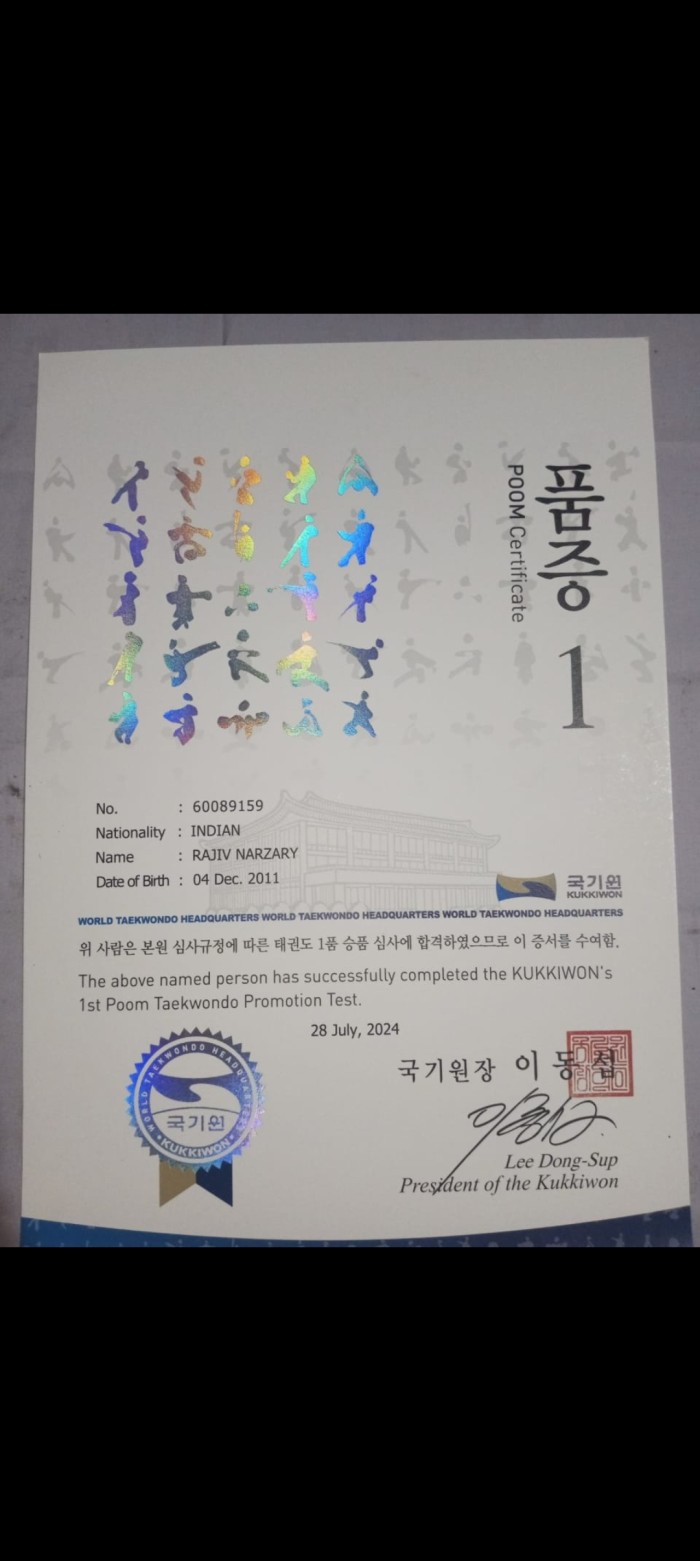 품증
POOM Certificate
1
No. : 60089159
Nationality : INDIAN
Name : RAJIV NARZARY
Date of Birth : 04 Dec. 2011
국기원
KUKKIWON
WORLD TAEKWONDO HEADQUARTERS WORLD TAEKWONDO HEADQUARTERS WORLD TAEKWONDO HEADQUARTERS
위 사람은 본원 심사규정에 따른 태권도 1품 승품 심사에 합격하였으므로 이 증서를 수여함.
The above named person has successfully completed the KUKKIWON's
1st Poom Taekwondo Promotion Test.
28 July, 2024
WORLD TAEKWONDO HEADQUARTERS
국기원
KUKKIWON
국기원장 이동섭
Lee Dong-Sup
President of the Kukkiwon